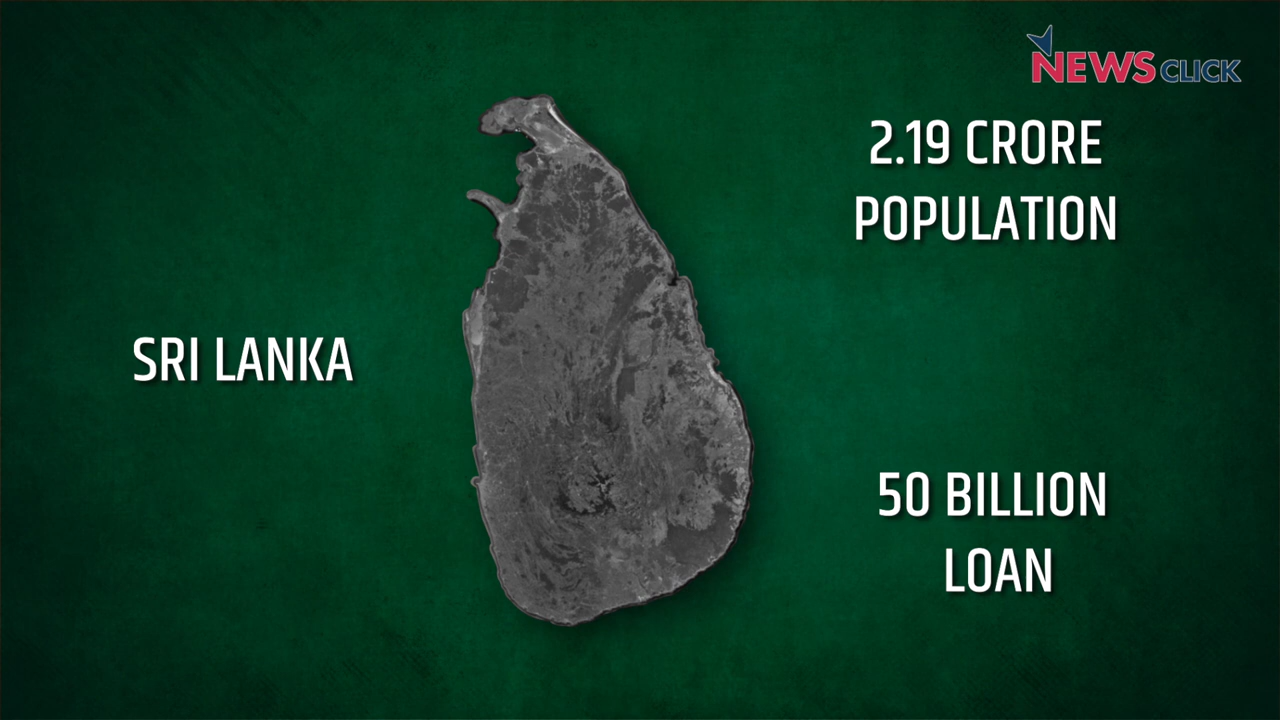 NEWSCLICK
2.19 CRORE
POPULATION
SRI LANKA
50 BILLION
LOAN